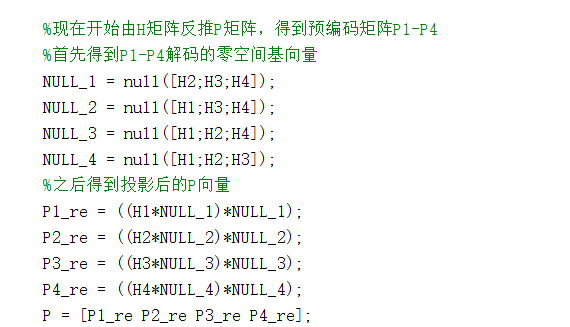 %现在开始由H矩阵反推P矩阵，得到预编码矩阵P1-P4
%首先得到P1-P4解码的零空间基向量
NULL_1 = null([H2;H3;H4]);
NULL_2 = null([H1;H3;H4]);
NULL_3 = null([H1;H2;H4]);
NULL_4 = null([H1;H2;H3]);
%之后得到投影后的P向量
P1_re = ((H1*NULL_1)*NULL_1);
P2_re = ((H2*NULL_2)*NULL_2);
P3_re = ((H3*NULL_3)*NULL_3);
P4_re = ((H4*NULL_4)*NULL_4);
P = [P1_re P2_re P3_re P4_re];